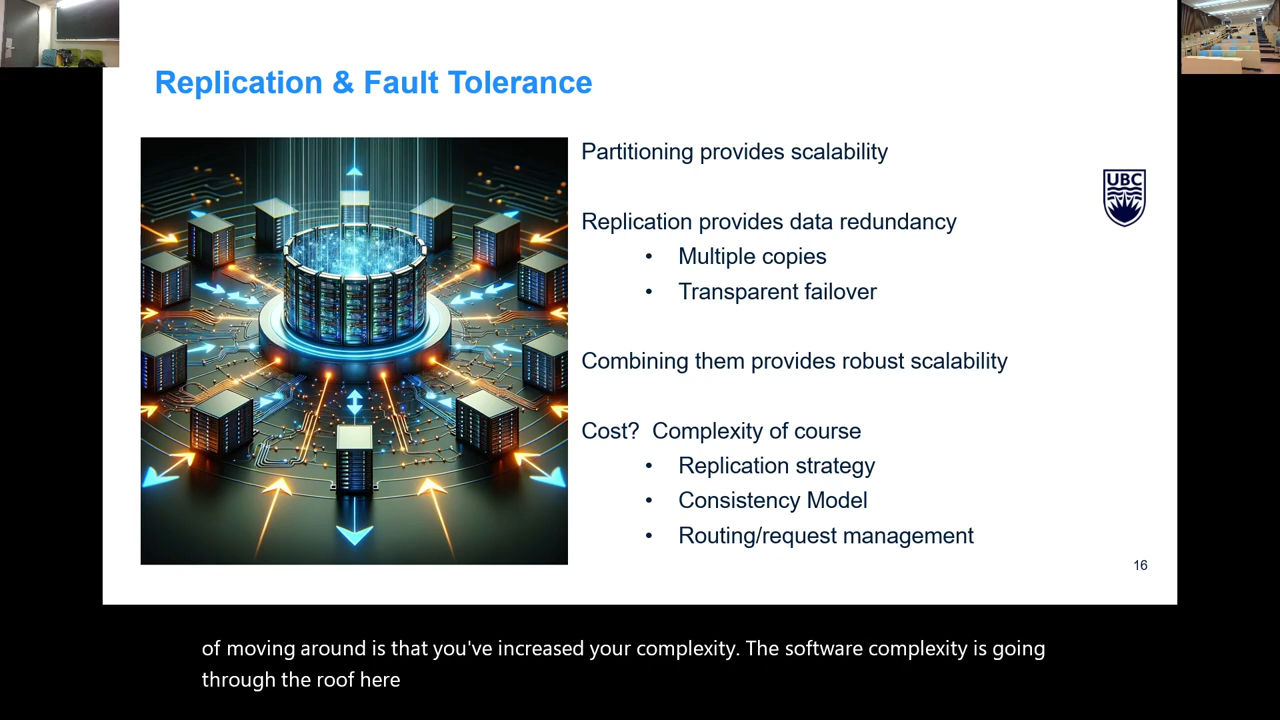 Replication & Fault Tolerance
Partitioning provides scalability
Replication provides data redundancy
• Multiple copies
• Transparent failover
Combining them provides robust scalability
Cost? Complexity of course
• Replication strategy
• Consistency Model
• Routing/request management
UBC
16
of moving around is that you've increased your complexity. The software complexity is going
through the roof here